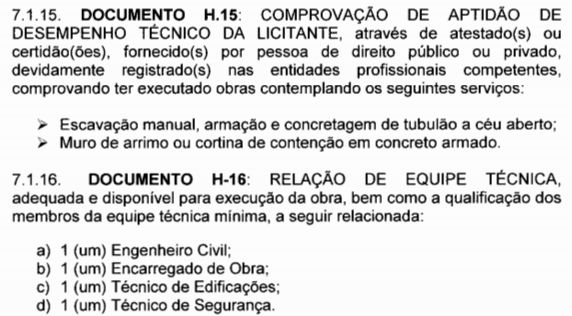 7.1.15. DOCUMENTO H.15: COMPROVAÇÃO DE APTIDÃO DE
DESEMPENHO TÉCNICO DA LICITANTE, através de atestado(s) ou
certidão(ões), fornecido(s) por pessoa de direito público ou privado,
devidamente registrado(s) nas entidades profissionais competentes,
comprovando ter executado obras contemplando os seguintes serviços:
➤ Escavação manual, armação e concretagem de tubulão a céu aberto;
➤ Muro de arrimo ou cortina de contenção em concreto armado.
7.1.16. DOCUMENTO H-16: RELAÇÃO DE EQUIPE TÉCNICA,
adequada e disponível para execução da obra, bem como a qualificação dos
membros da equipe técnica mínima, a seguir relacionada:
a) 1 (um) Engenheiro Civil;
b) 1 (um) Encarregado de Obra;
c) 1 (um) Técnico de Edificações;
d) 1 (um) Técnico de Segurança.